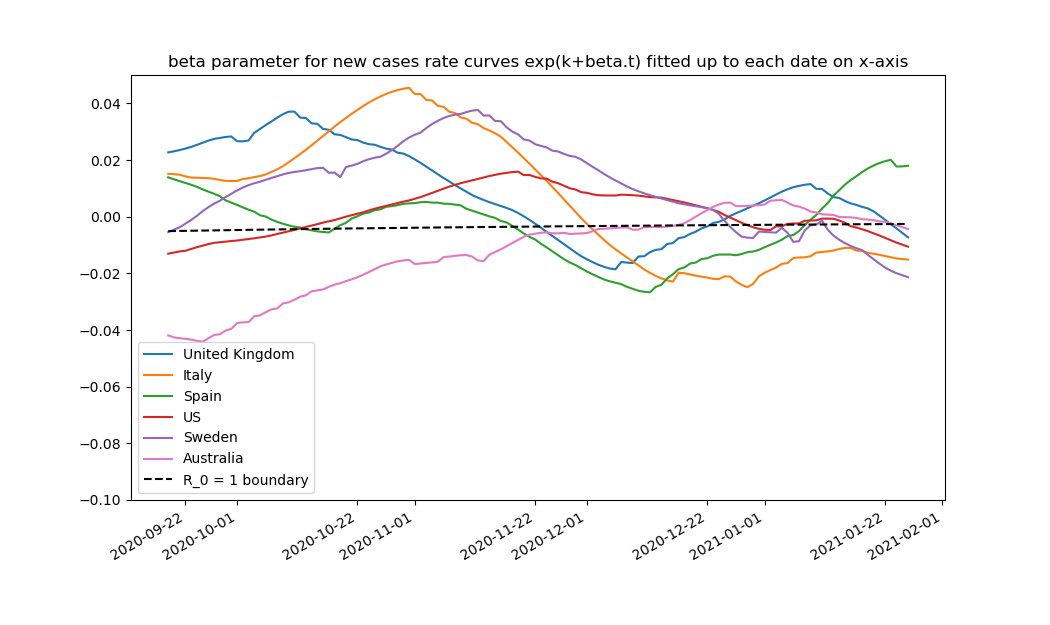 beta parameter for new cases rate curves exp(k+beta.t) fitted up to each date on x-axis
0.04
0.02
0.00
−0.02
−0.04
−0.06
−0.08
−0.10
United Kingdom
Italy
Spain
US
Sweden
Australia
R_0 = 1 boundary
2020-09-22
2020-10-01
2020-10-22
2020-11-01
2020-11-22
2020-12-01
2020-12-22
2021-01-01
2021-01-22
2021-02-01